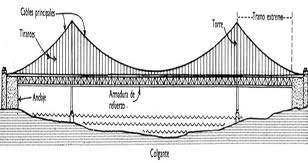 Cables principales
Torre
Tramo extremo
Tirantes
Anclaje
Armadura de
refuerzo
Colgante